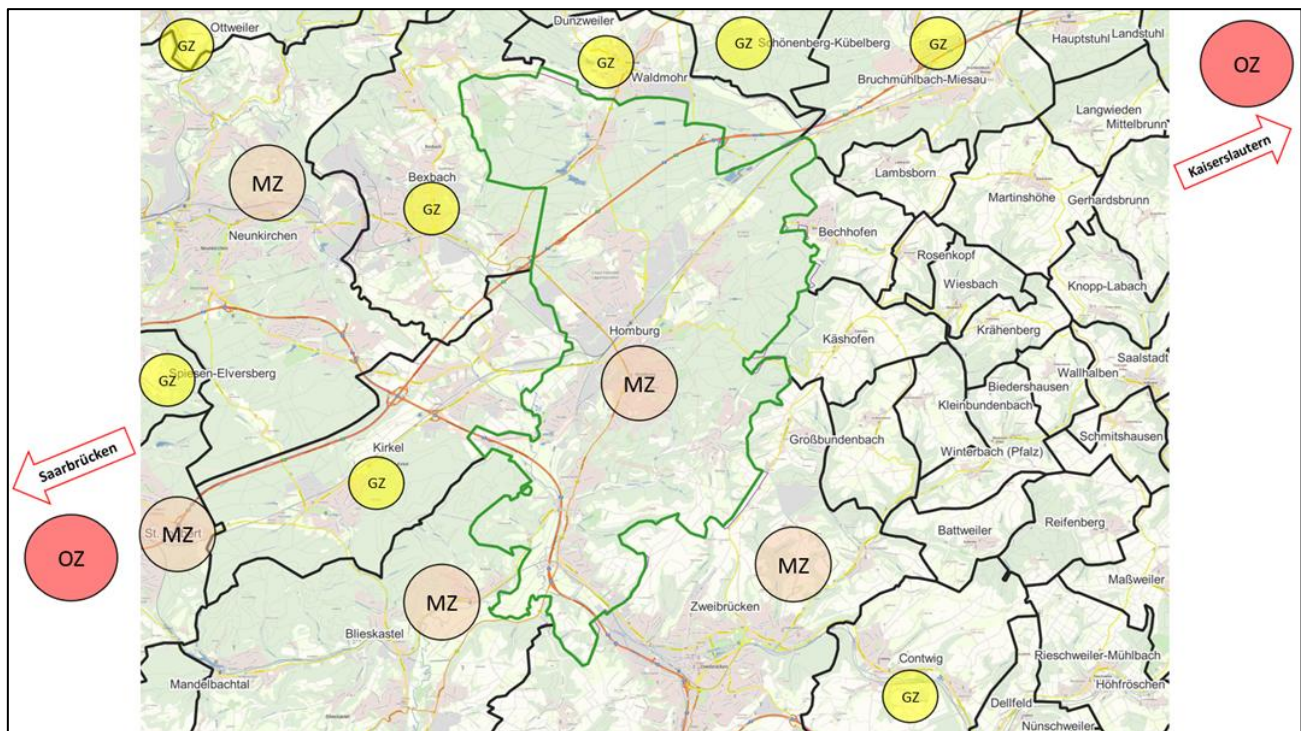 Ottweiler
GZ
Dunzweiler
GZ
Waldmohr
GZ
Schönenberg-Kübelberg
GZ
Bruchmühlbach-Miesau
Hauptstuhl
Landstuhl
OZ
Kaiserslautern
Langwieden
Mittelbrunn
Lambsborn
Martinshöhe
Gerhardsbrunn
MZ
Neunkirchen
Bexbach
GZ
Bechhofen
Rosenkopf
Wiesbach
Knopp-Labach
Homburg
MZ
Käshofen
Krähenberg
Saalstadt
Wallhalben
Biedershausen
Kleinbundenbach
Schmitshausen
Großbundenbach
Winterbach (Pfalz)
GZ
Spiesen-Elversberg
Saarbrücken
OZ
Kirkel
GZ
MZ
MZ
Blieskastel
Mandelbachtal
MZ
Zweibrücken
Battweiler
Reifenberg
Maßweiler
Contwig
GZ
Rieschweiler-Mühlbach
Höhfröschen
Dellfeld
Nünschweiler